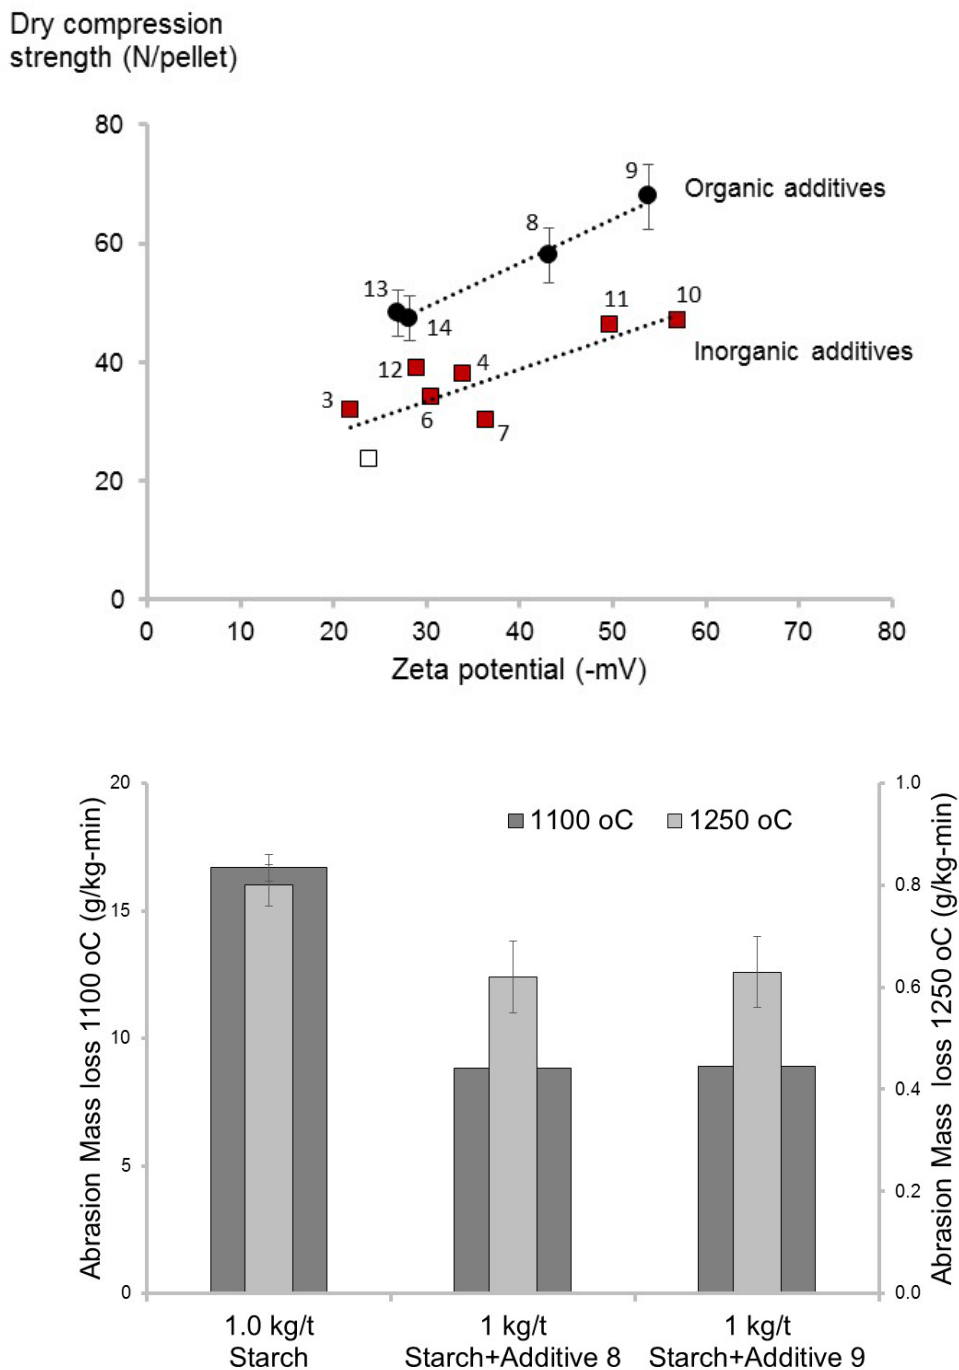 Dry compression
strength (N/pellet)
80
60
40
20
0
0 10 20 30 40 50 60 70 80
Zeta potential (-mV)
9
Organic additives
8
13
14
11
10
Inorganic additives
12
4
3
6
7
Abrasion Mass loss 1100 oC (g/kg-min)
20
15
10
5
0
1100 oC 1250 oC
1.0
0.8
0.6
0.4
0.2
0.0
Abrasion Mass loss 1250 oC (g/kg-min)
1.0 kg/t
Starch
1 kg/t
Starch+Additive 8
1 kg/t
Starch+Additive 9